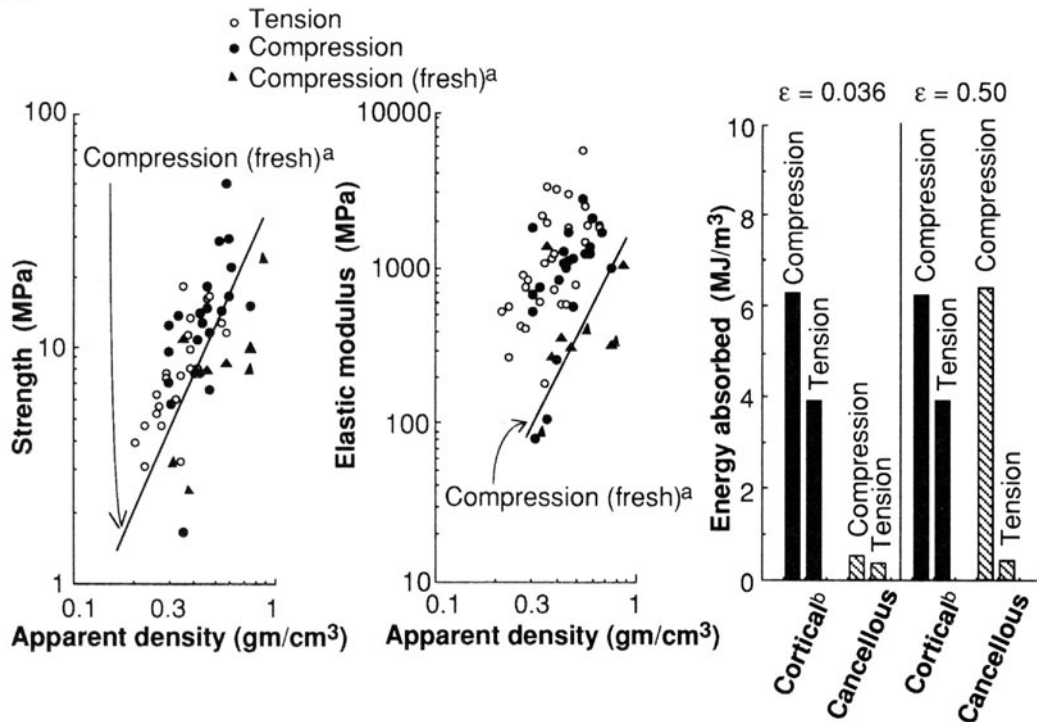 Tension
Compression
Compression (fresh)a
100
10
1
Strength (MPa)
Compression (fresh)a
0.1
0.3
1
Apparent density (gm/cm3)
10000
1000
100
10
Elastic modulus (MPa)
Compression (fresh)a
0.1
0.3
1
Apparent density (gm/cm3)
ε = 0.036
ε = 0.50
10
8
6
4
2
0
Energy absorbed (MJ/m3)
Compression
Tension
Compression
Tension
Compression
Tension
Compression
Tension
Corticalb
Cancellous
Corticalb
Cancellous